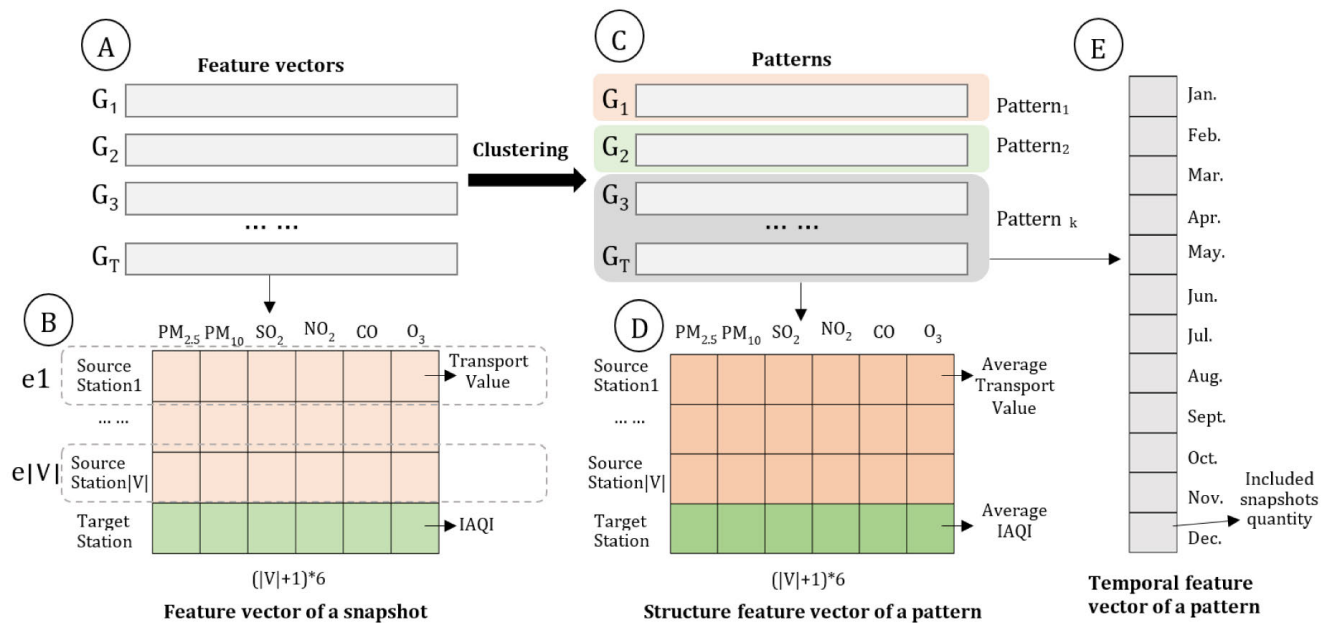 A
Feature vectors
G1
G2
G3
... ...
GT
Clustering
C
Patterns
G1
Pattern1
G2
Pattern2
G3
... ...
Pattern k
GT
E
Jan.
Feb.
Mar.
Apr.
May.
Jun.
Jul.
Aug.
Sept.
Oct.
Nov.
Dec.
Included
snapshots
quantity
Temporal feature
vector of a pattern
B
PM2.5 PM10 SO2 NO2 CO O3
e1
Source
Station1
Transport
Value
... ...
e|V|
Source
Station|V|
Target
Station
IAQI
(|V|+1)*6
Feature vector of a snapshot
D
PM2.5 PM10 SO2 NO2 CO O3
Source
Station1
Average
Transport
Value
... ...
Source
Station|V|
Target
Station
Average
IAQI
(|V|+1)*6
Structure feature vector of a pattern